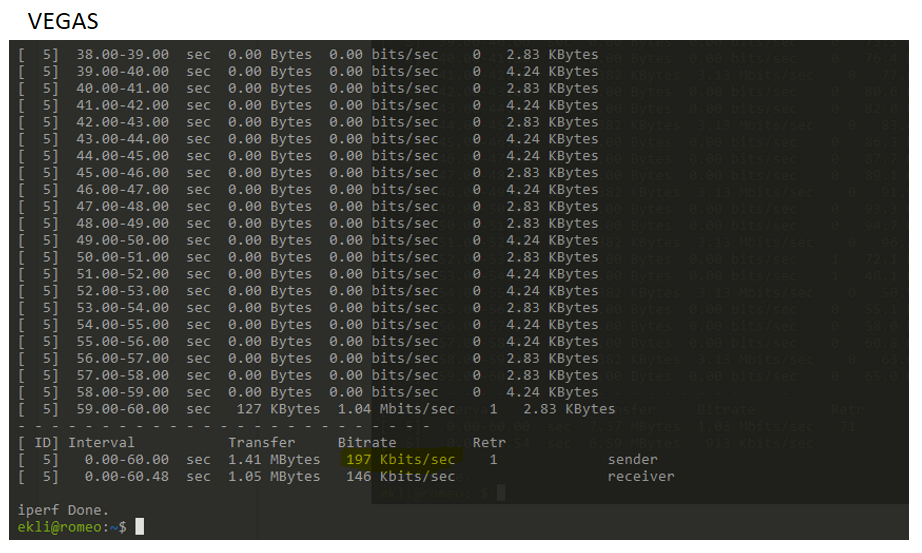 VEGAS
[  5]  38.00-39.00  sec  0.00 Bytes  0.00 bits/sec    0   2.83 KBytes
[  5]  39.00-40.00  sec  0.00 Bytes  0.00 bits/sec    0   4.24 KBytes
[  5]  40.00-41.00  sec  0.00 Bytes  0.00 bits/sec    0   2.83 KBytes
[  5]  41.00-42.00  sec  0.00 Bytes  0.00 bits/sec    0   4.24 KBytes
[  5]  42.00-43.00  sec  0.00 Bytes  0.00 bits/sec    0   2.83 KBytes
[  5]  43.00-44.00  sec  0.00 Bytes  0.00 bits/sec    0   4.24 KBytes
[  5]  44.00-45.00  sec  0.00 Bytes  0.00 bits/sec    0   4.24 KBytes
[  5]  45.00-46.00  sec  0.00 Bytes  0.00 bits/sec    0   2.83 KBytes
[  5]  46.00-47.00  sec  0.00 Bytes  0.00 bits/sec    0   4.24 KBytes
[  5]  47.00-48.00  sec  0.00 Bytes  0.00 bits/sec    0   2.83 KBytes
[  5]  48.00-49.00  sec  0.00 Bytes  0.00 bits/sec    0   2.83 KBytes
[  5]  49.00-50.00  sec  0.00 Bytes  0.00 bits/sec    0   4.24 KBytes
[  5]  50.00-51.00  sec  0.00 Bytes  0.00 bits/sec    0   2.83 KBytes
[  5]  51.00-52.00  sec  0.00 Bytes  0.00 bits/sec    0   4.24 KBytes
[  5]  52.00-53.00  sec  0.00 Bytes  0.00 bits/sec    0   4.24 KBytes
[  5]  53.00-54.00  sec  0.00 Bytes  0.00 bits/sec    0   2.83 KBytes
[  5]  54.00-55.00  sec  0.00 Bytes  0.00 bits/sec    0   4.24 KBytes
[  5]  55.00-56.00  sec  0.00 Bytes  0.00 bits/sec    0   4.24 KBytes
[  5]  56.00-57.00  sec  0.00 Bytes  0.00 bits/sec    0   2.83 KBytes
[  5]  57.00-58.00  sec  0.00 Bytes  0.00 bits/sec    0   2.83 KBytes
[  5]  58.00-59.00  sec  0.00 Bytes  0.00 bits/sec    0   4.24 KBytes
[  5]  59.00-60.00  sec   127 KBytes  1.04 Mbits/sec    1   2.83 KBytes
- - - - - - - - - - - - - - - - - - - - - - - - -
[ ID] Interval           Transfer     Bitrate         Retr
[  5]   0.00-60.00  sec  1.41 MBytes   197 Kbits/sec    1             sender
[  5]   0.00-60.48  sec  1.05 MBytes   146 Kbits/sec                  receiver
iperf Done.
ekli@romeo:~$